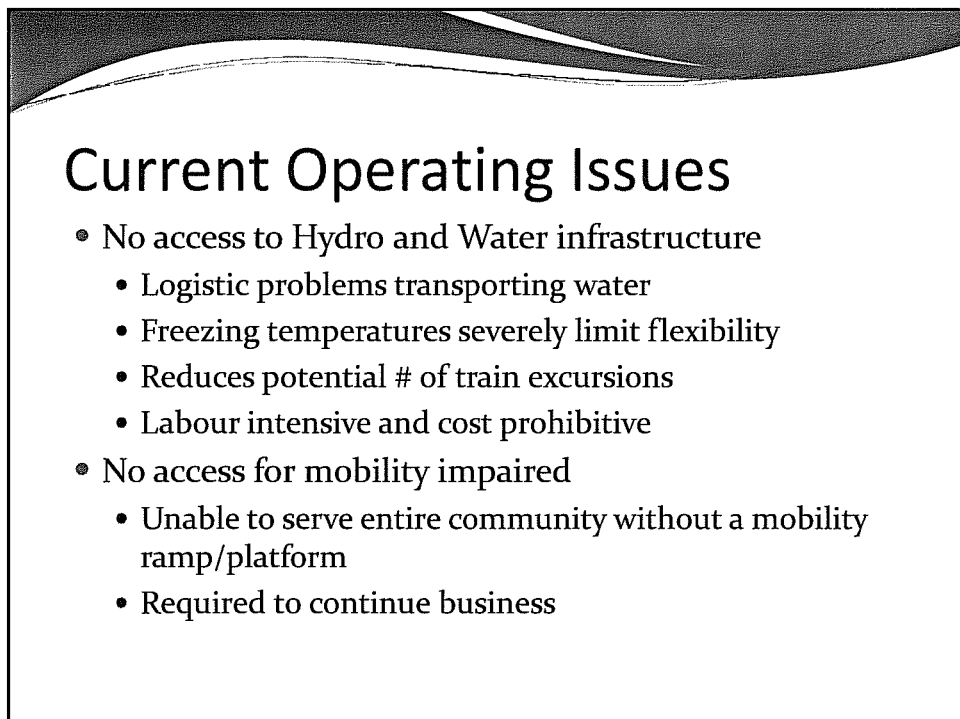 Current Operating Issues
• No access to Hydro and Water infrastructure
• Logistic problems transporting water
• Freezing temperatures severely limit flexibility
• Reduces potential # of train excursions
• Labour intensive and cost prohibitive
• No access for mobility impaired
• Unable to serve entire community without a mobility
ramp/platform
• Required to continue business